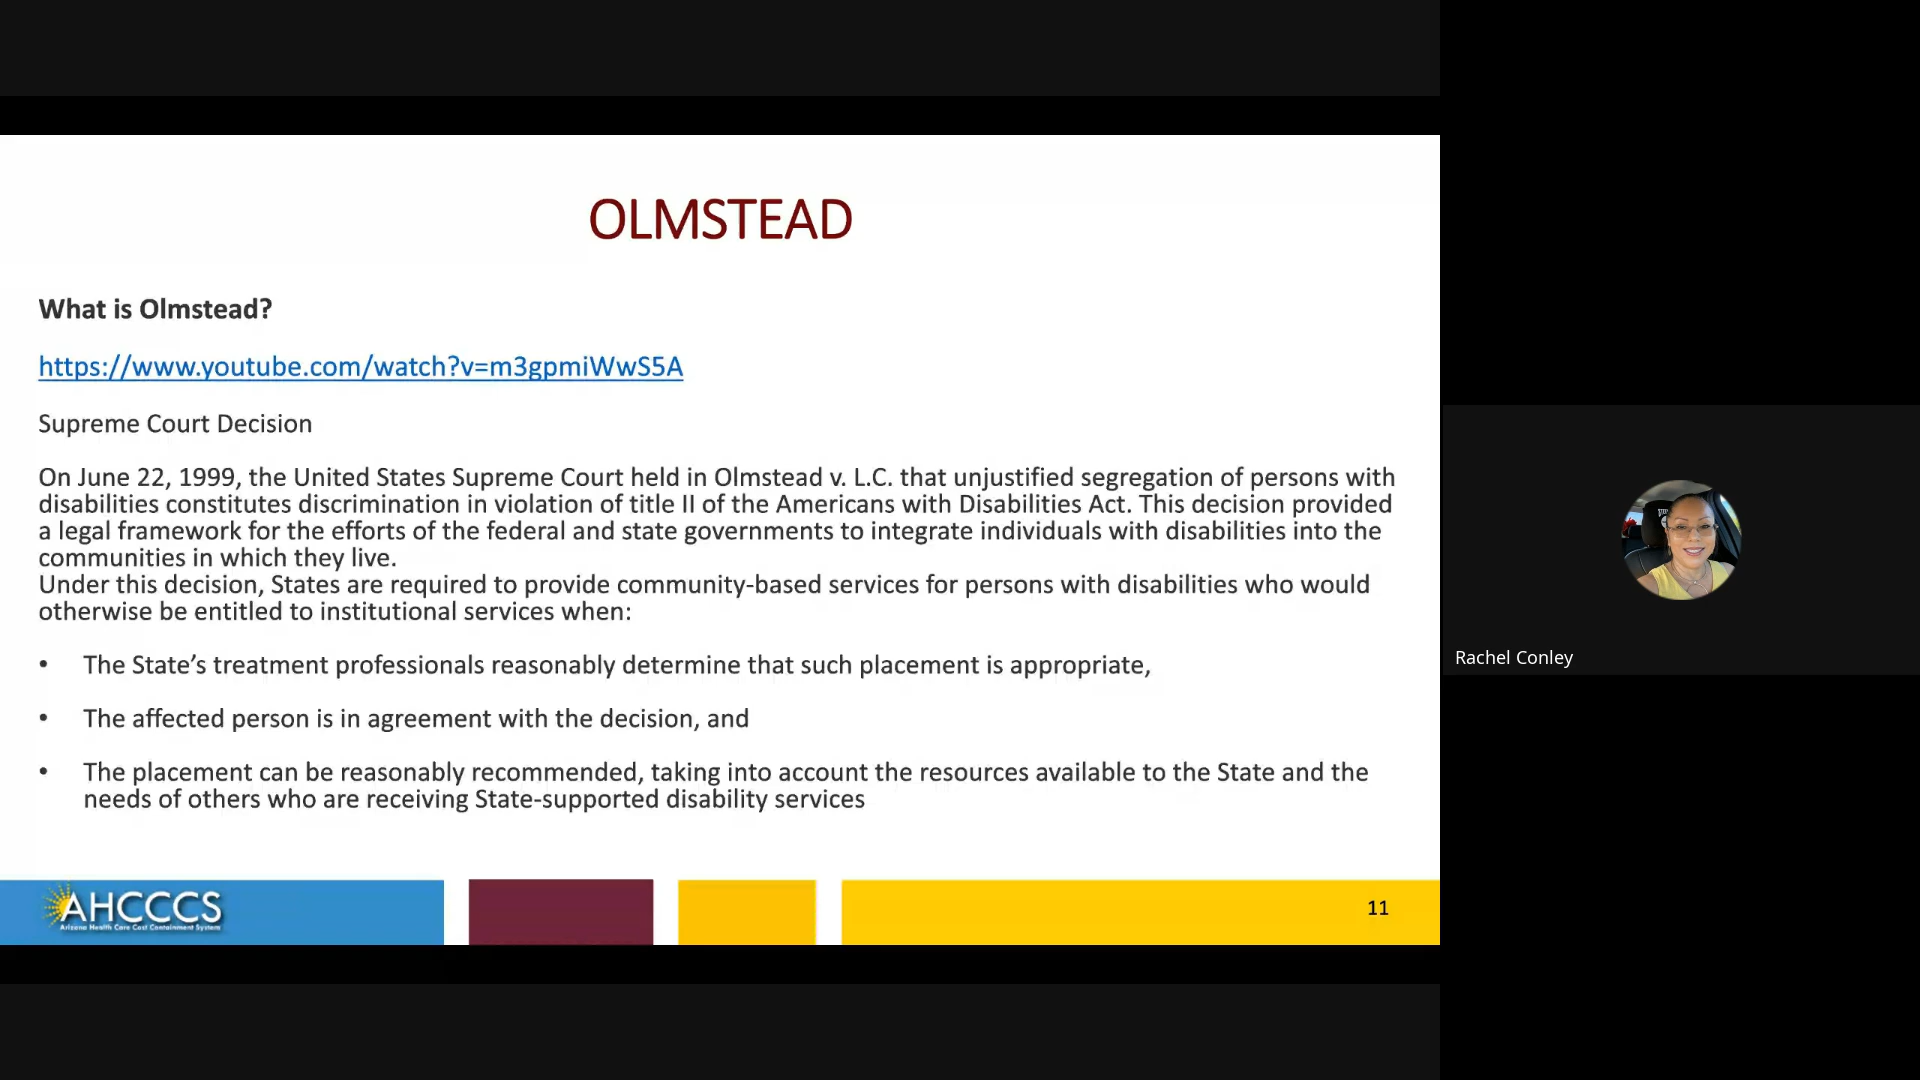 OLMSTEAD
What is Olmstead?
https://www.youtube.com/watch?v=m3gpmiWwS5A
Supreme Court Decision
On June 22, 1999, the United States Supreme Court held in Olmstead v. L.C. that unjustified segregation of persons with
disabilities constitutes discrimination in violation of title II of the Americans with Disabilities Act. This decision provided
a legal framework for the efforts of the federal and state governments to integrate individuals with disabilities into the
communities in which they live.
Under this decision, States are required to provide community-based services for persons with disabilities who would
otherwise be entitled to institutional services when:
• The State’s treatment professionals reasonably determine that such placement is appropriate,
• The affected person is in agreement with the decision, and
• The placement can be reasonably recommended, taking into account the resources available to the State and the
needs of others who are receiving State-supported disability services
AHCCCS
Arizona Health Care Cost Containment System
11
Rachel Conley